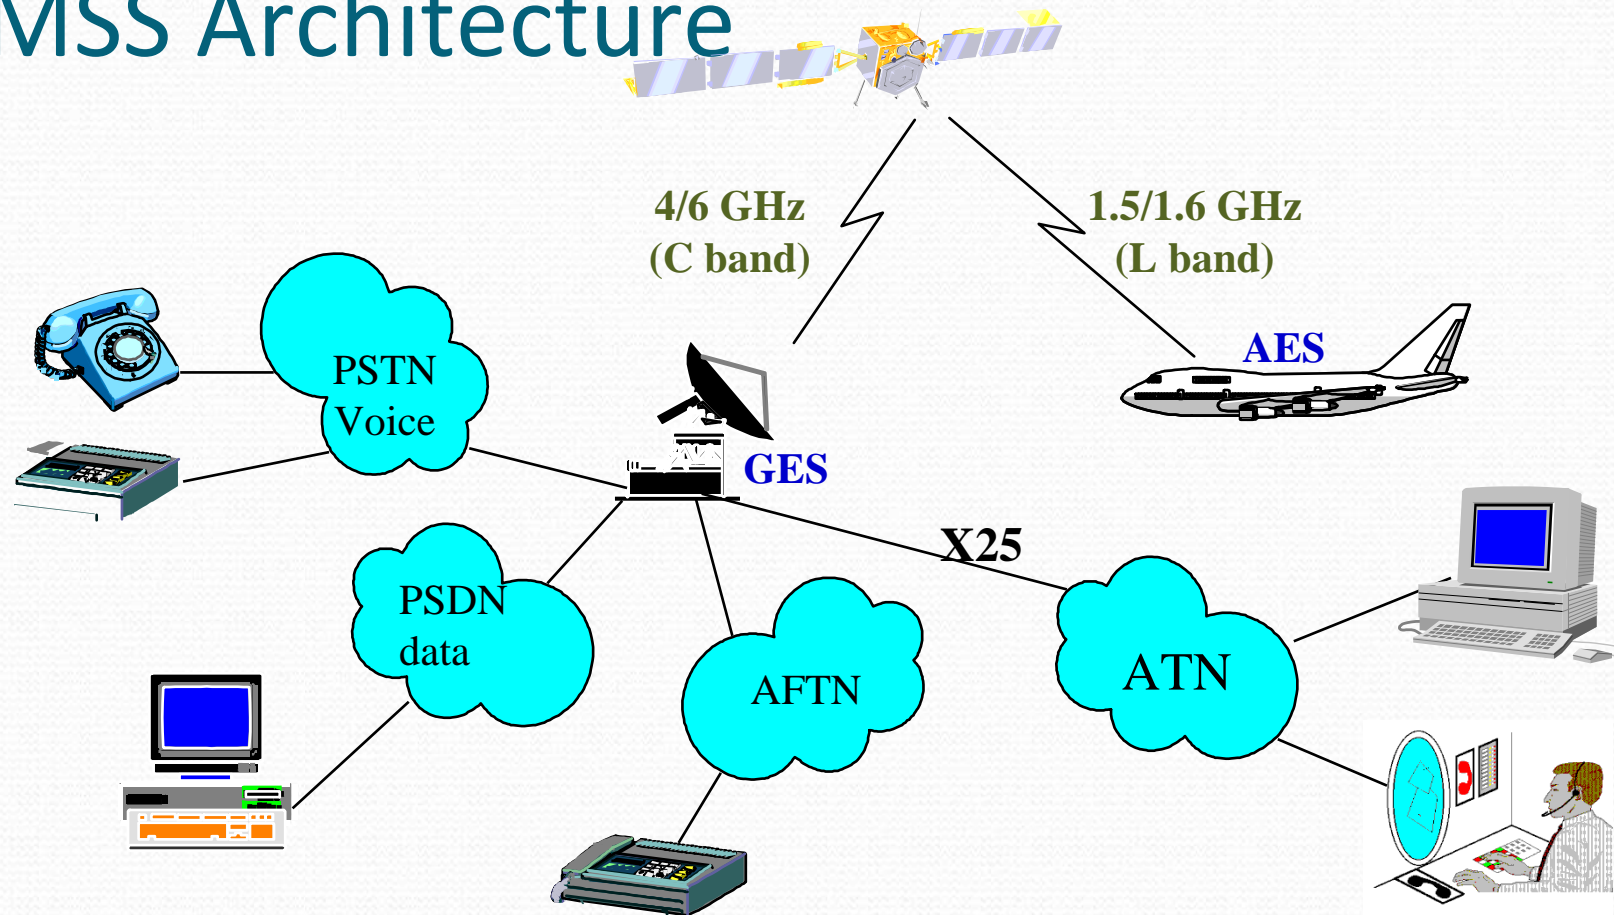 MSS Architecture
4/6 GHz
(C band)
1.5/1.6 GHz
(L band)
AES
PSTN
Voice
GES
X25
PSDN
data
AFTN
ATN